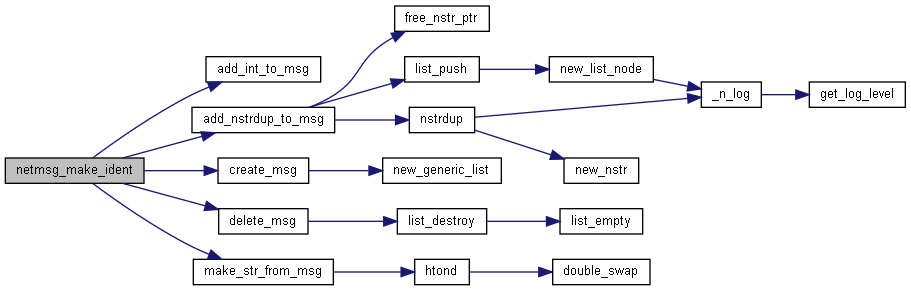 free_nstr_ptr
add_int_to_msg
list_push
new_list_node
_n_log
get_log_level
add_nstrdup_to_msg
nstrdup
netmsg_make_ident
create_msg
new_generic_list
new_nstr
delete_msg
list_destroy
list_empty
make_str_from_msg
htond
double_swap